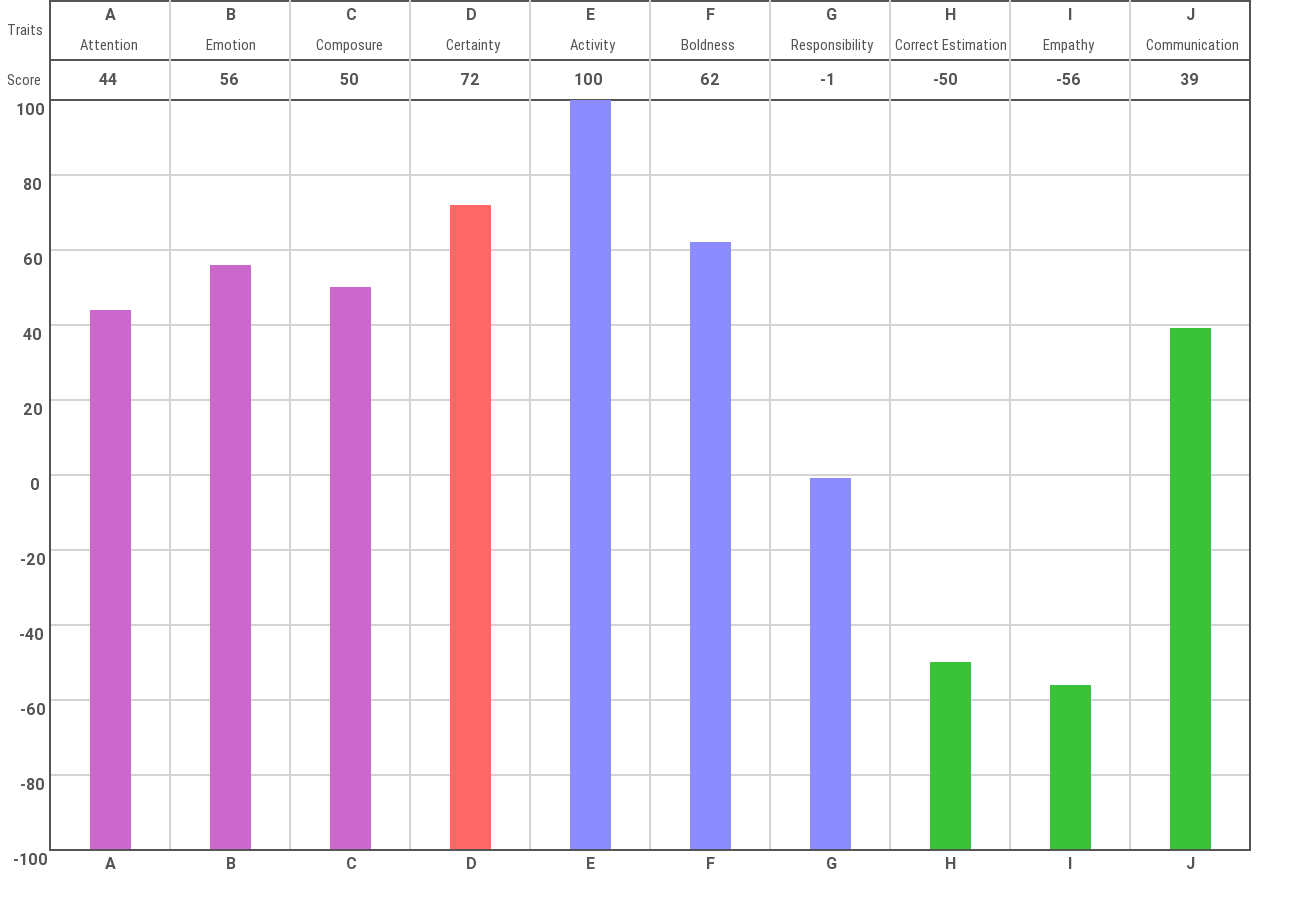 Traits A B C D E F G H I J
Attention Emotion Composure Certainty Activity Boldness Responsibility Correct Estimation Empathy Communication
Score 44 56 50 72 100 62 -1 -50 -56 39
100
80
60
40
20
0
-20
-40
-60
-80
-100
A B C D E F G H I J